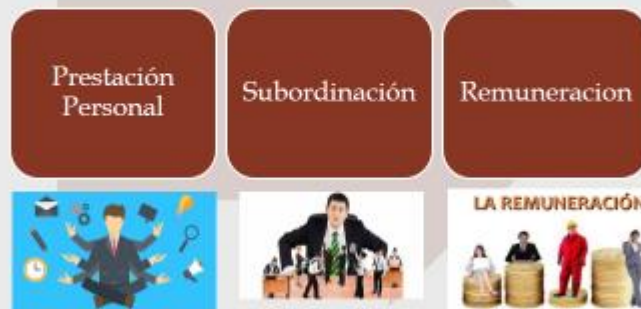 Prestación
Personal
Subordinación
Remuneracion
LA REMUNERACIÓN